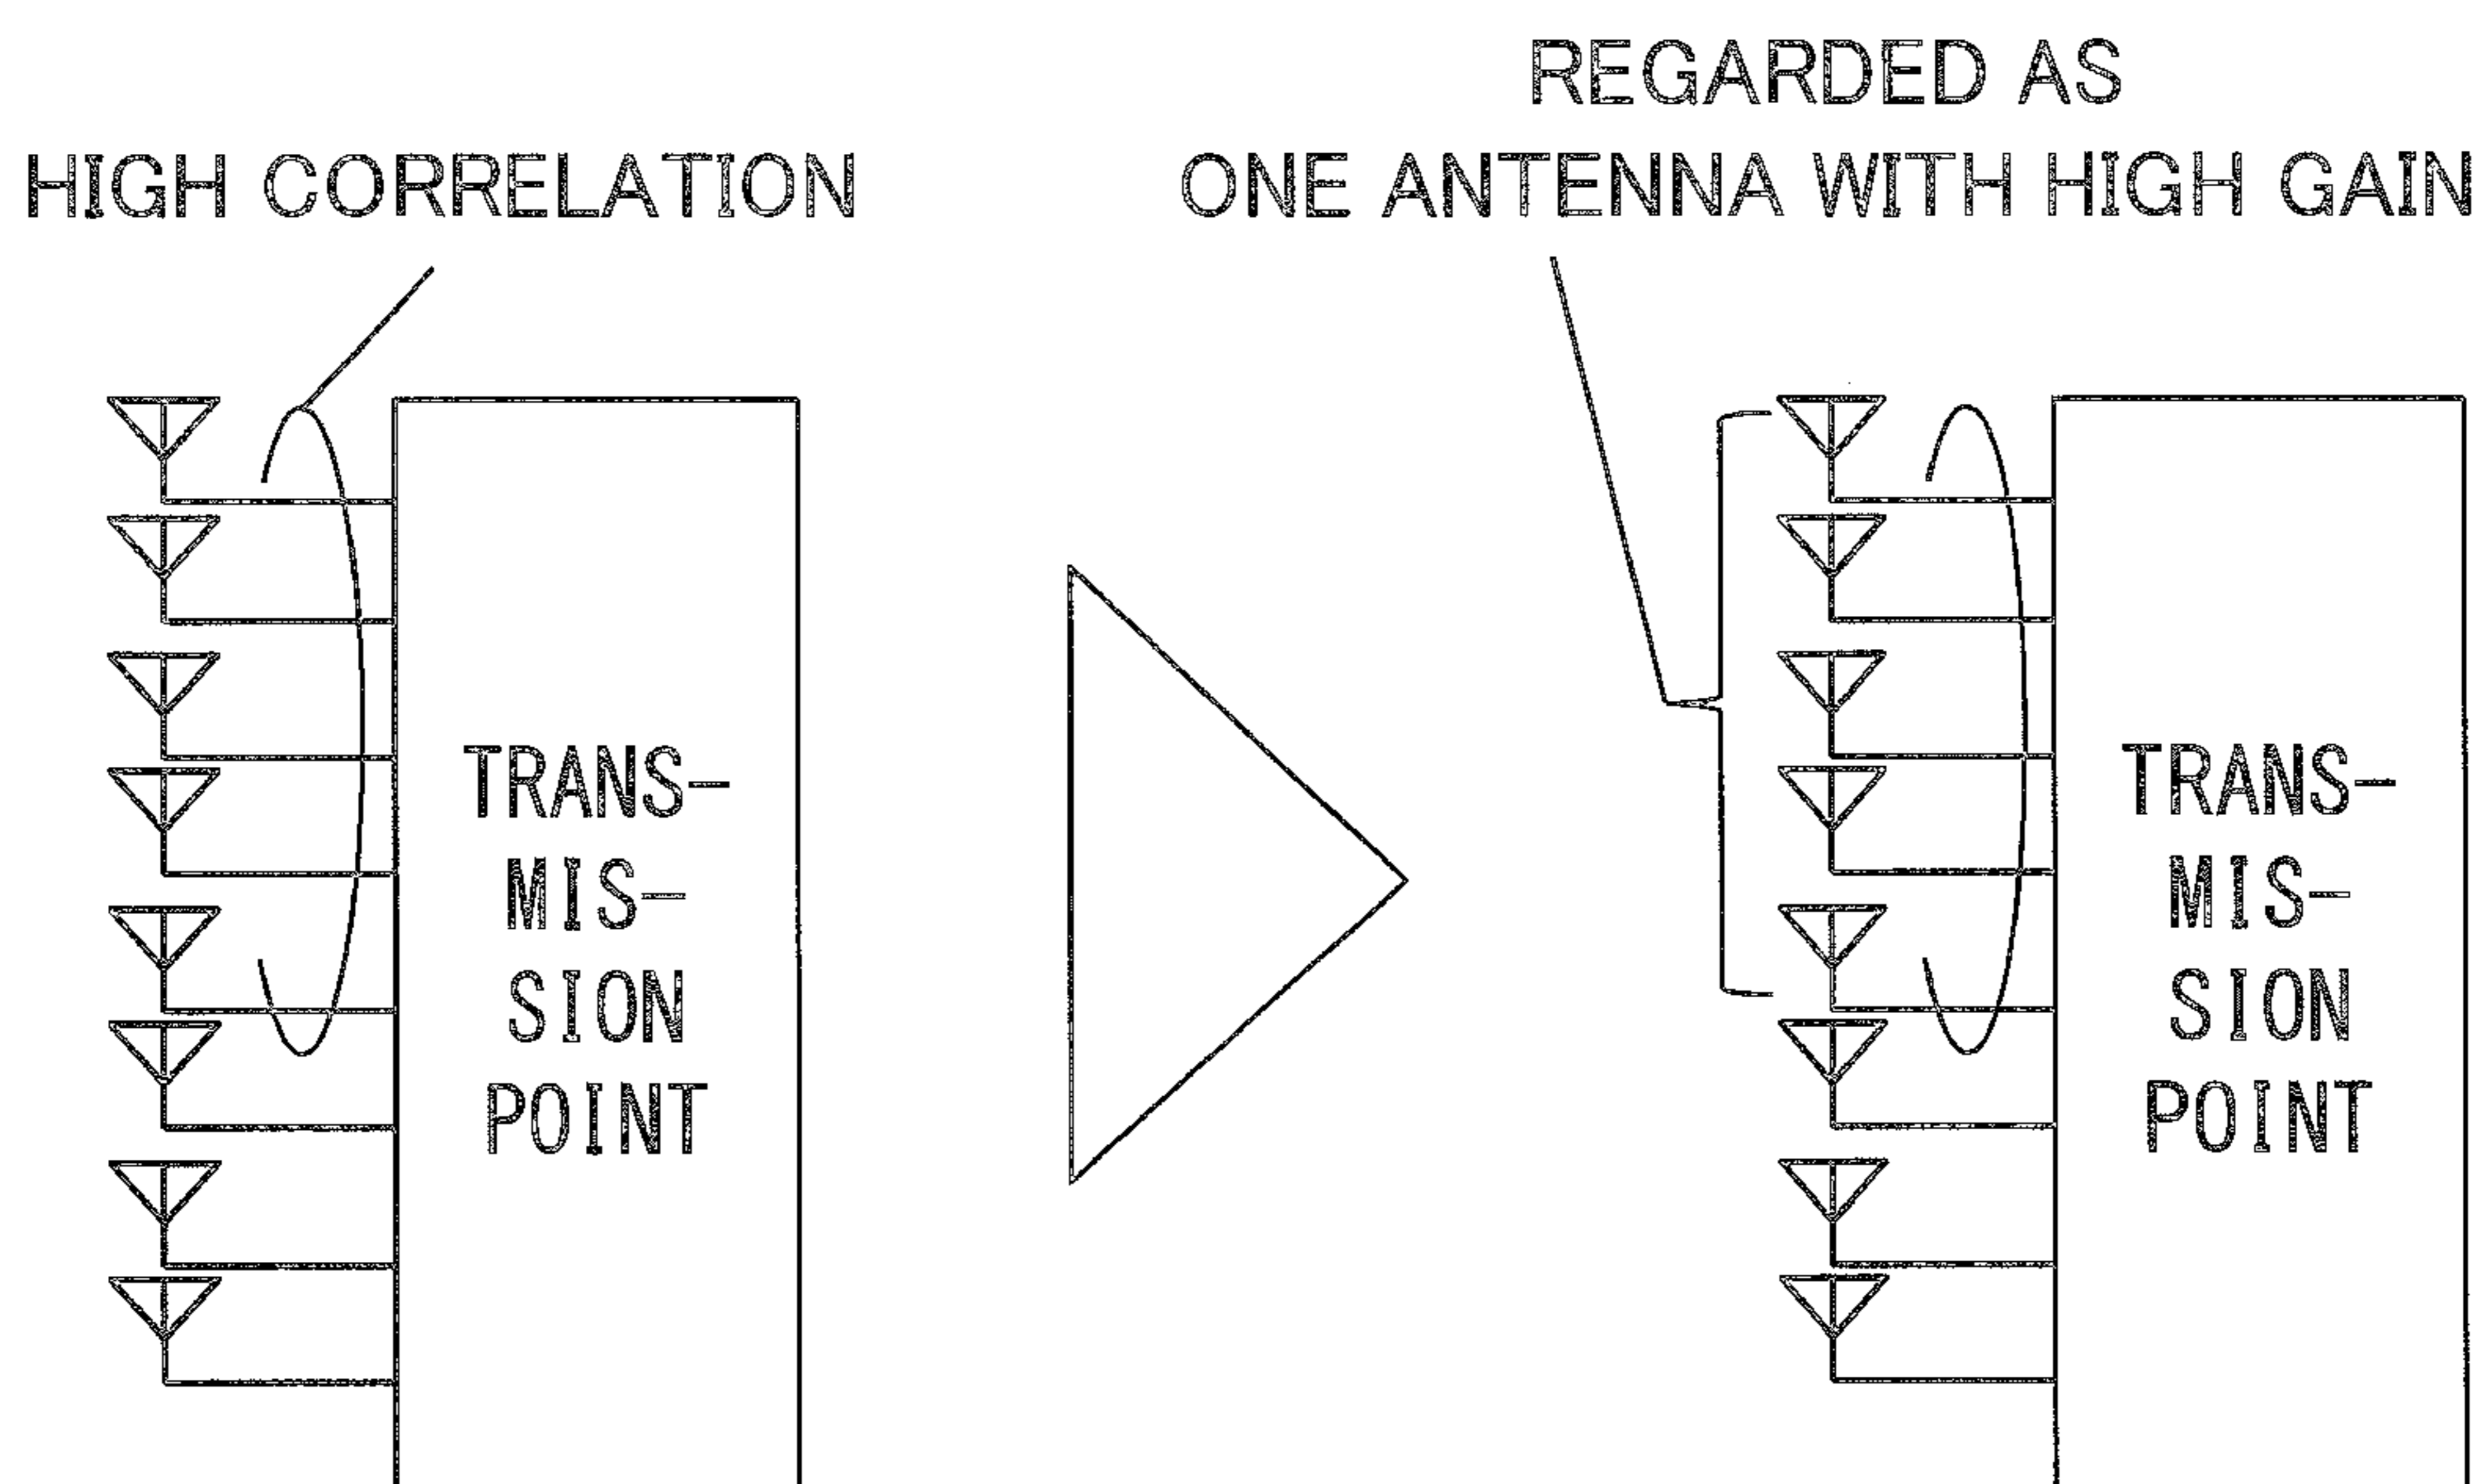 HIGH CORRELATION
REGARDED AS
ONE ANTENNA WITH HIGH GAIN
TRANS-
MIS-
SION
POINT
TRANS-
MIS-
SION
POINT